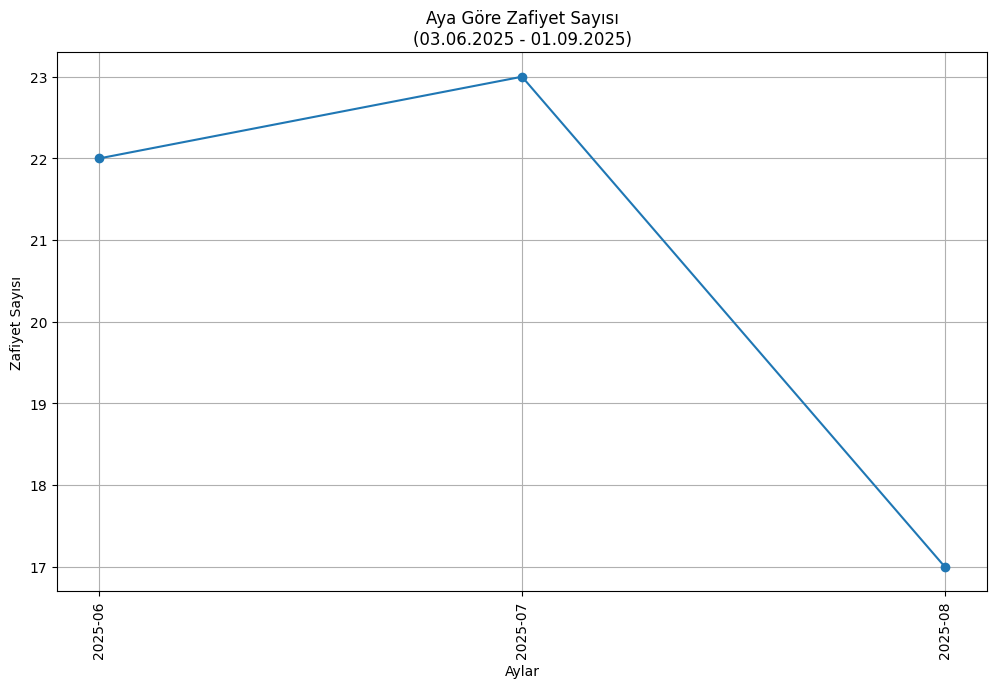 Aya Göre Zafiyet Sayısı
(03.06.2025 - 01.09.2025)
Zafiyet Sayısı
23
22
21
20
19
18
17
2025-06
2025-07
2025-08
Aylar